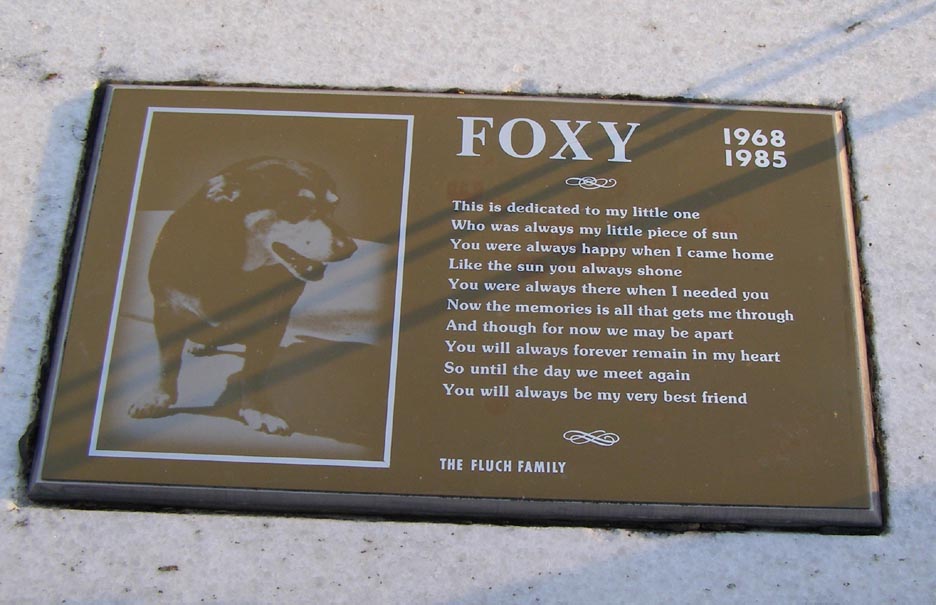 FOXY
1968
1985
This is dedicated to my little one
Who was always my little piece of sun
You were always happy when I came home
Like the sun you always shone
You were always there when I needed you
Now the memories is all that gets me through
And though for now we may be apart
You will always forever remain in my heart
So until the day we meet again
You will always be my very best friend
THE FLUCH FAMILY